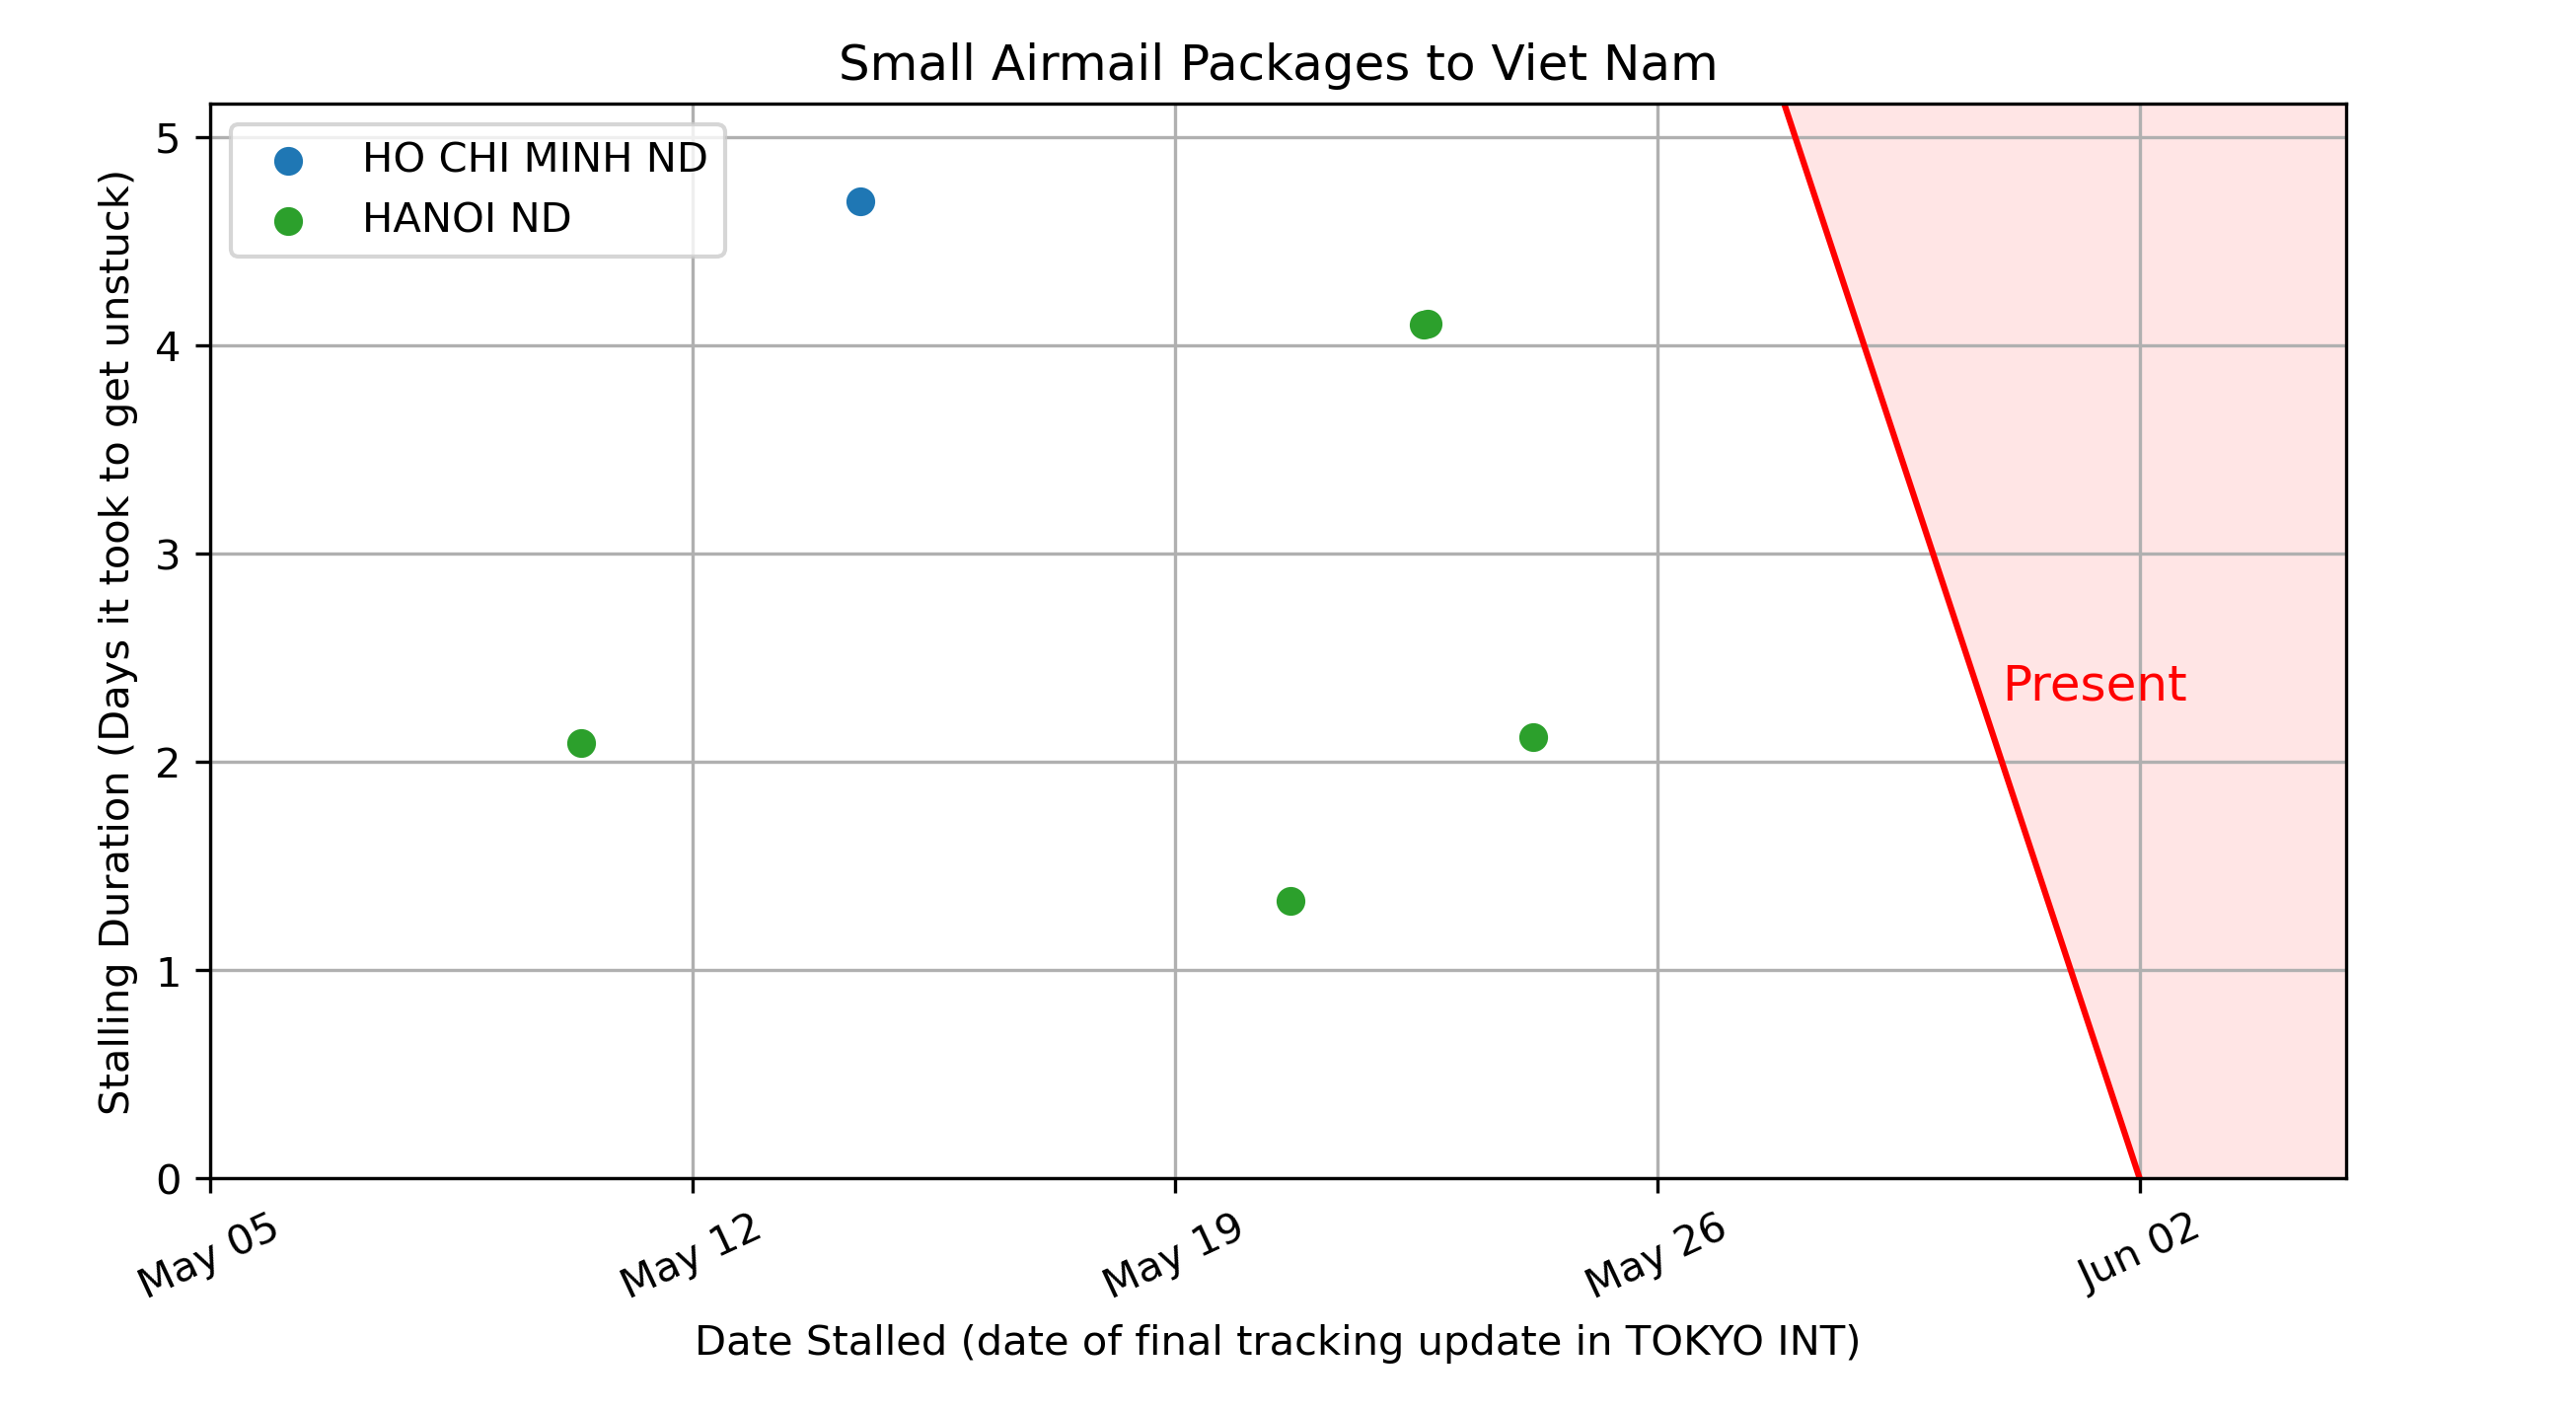 Small Airmail Packages to Viet Nam
HO CHI MINH ND
HANOI ND
Stalling Duration (Days it took to get unstuck)
5
4
3
2
1
0
Present
May 05
May 12
May 19
May 26
Jun 02
Date Stalled (date of final tracking update in TOKYO INT)